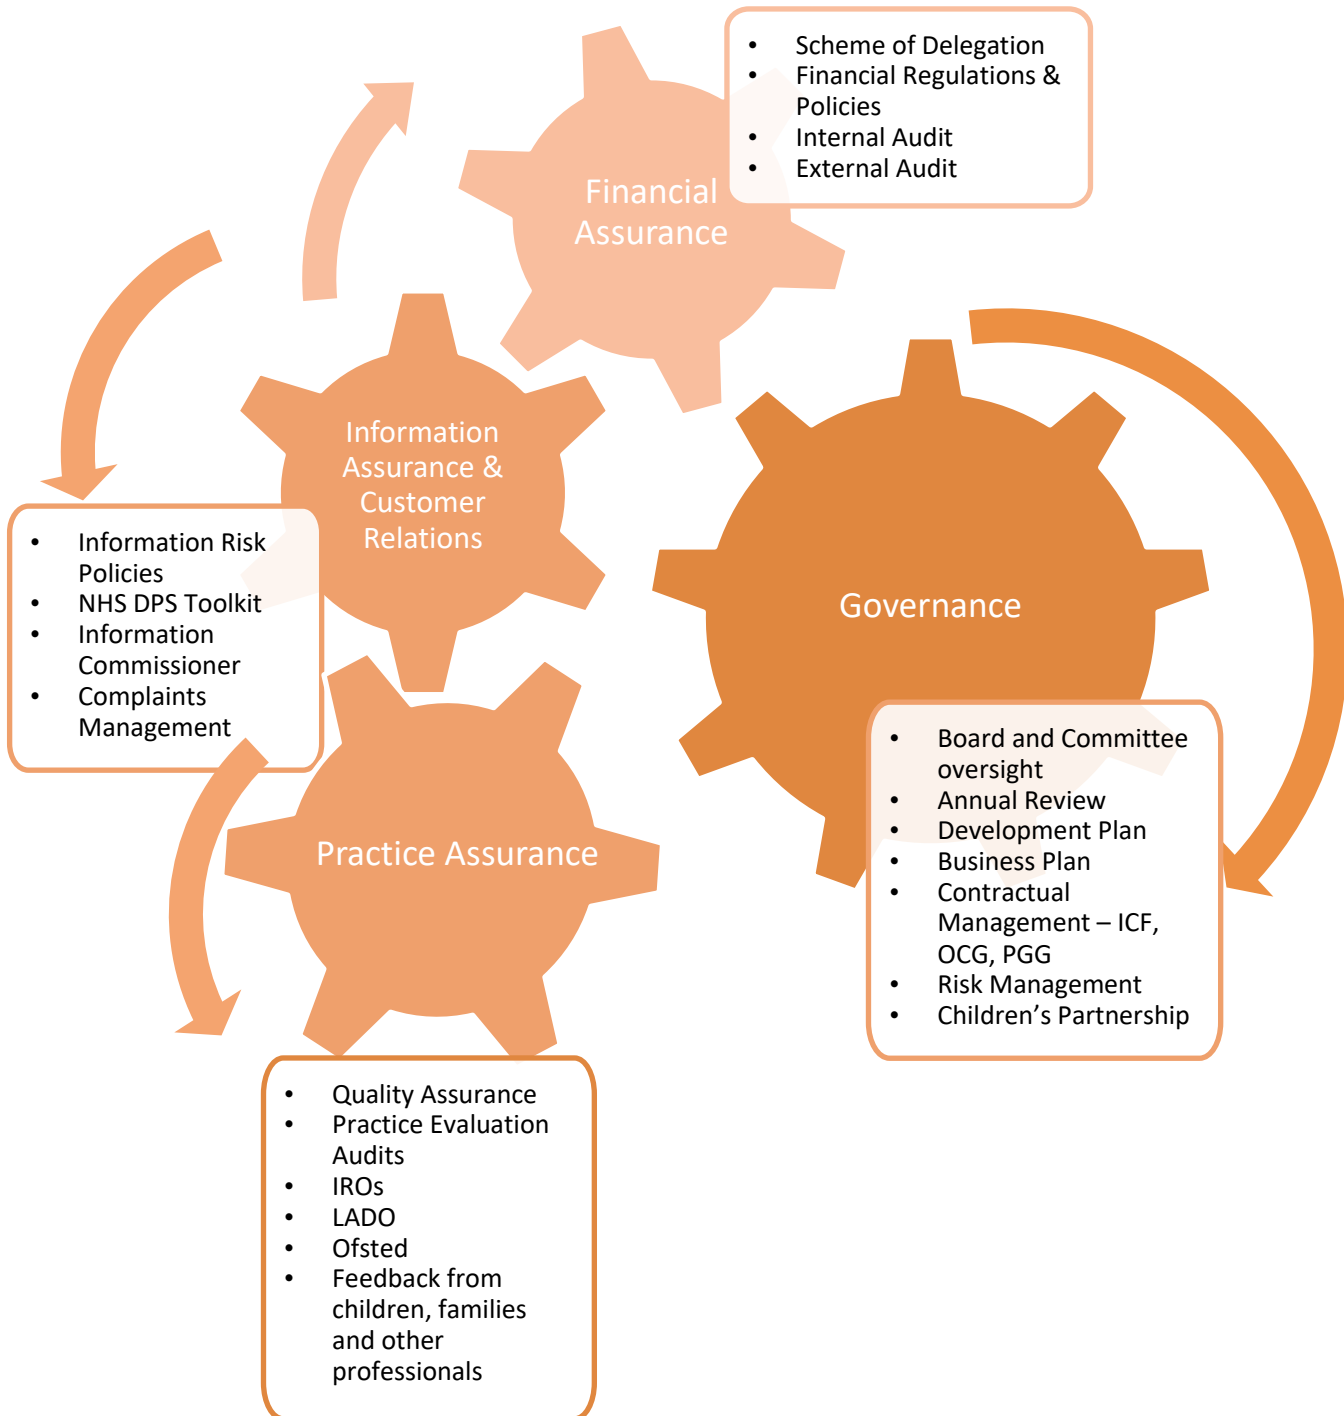 • Scheme of Delegation
• Financial Regulations &
Policies
• Internal Audit
• External Audit
Financial
Assurance
Information
Assurance &
Customer
Relations
• Information Risk
Policies
• NHS DPS Toolkit
• Information
Commissioner
• Complaints
Management
Governance
• Board and Committee
oversight
• Annual Review
• Development Plan
• Business Plan
• Contractual
Management – ICF,
OCG, PGG
• Risk Management
• Children’s Partnership
Practice Assurance
• Quality Assurance
• Practice Evaluation
Audits
• IROs
• LADO
• Ofsted
• Feedback from
children, families
and other
professionals